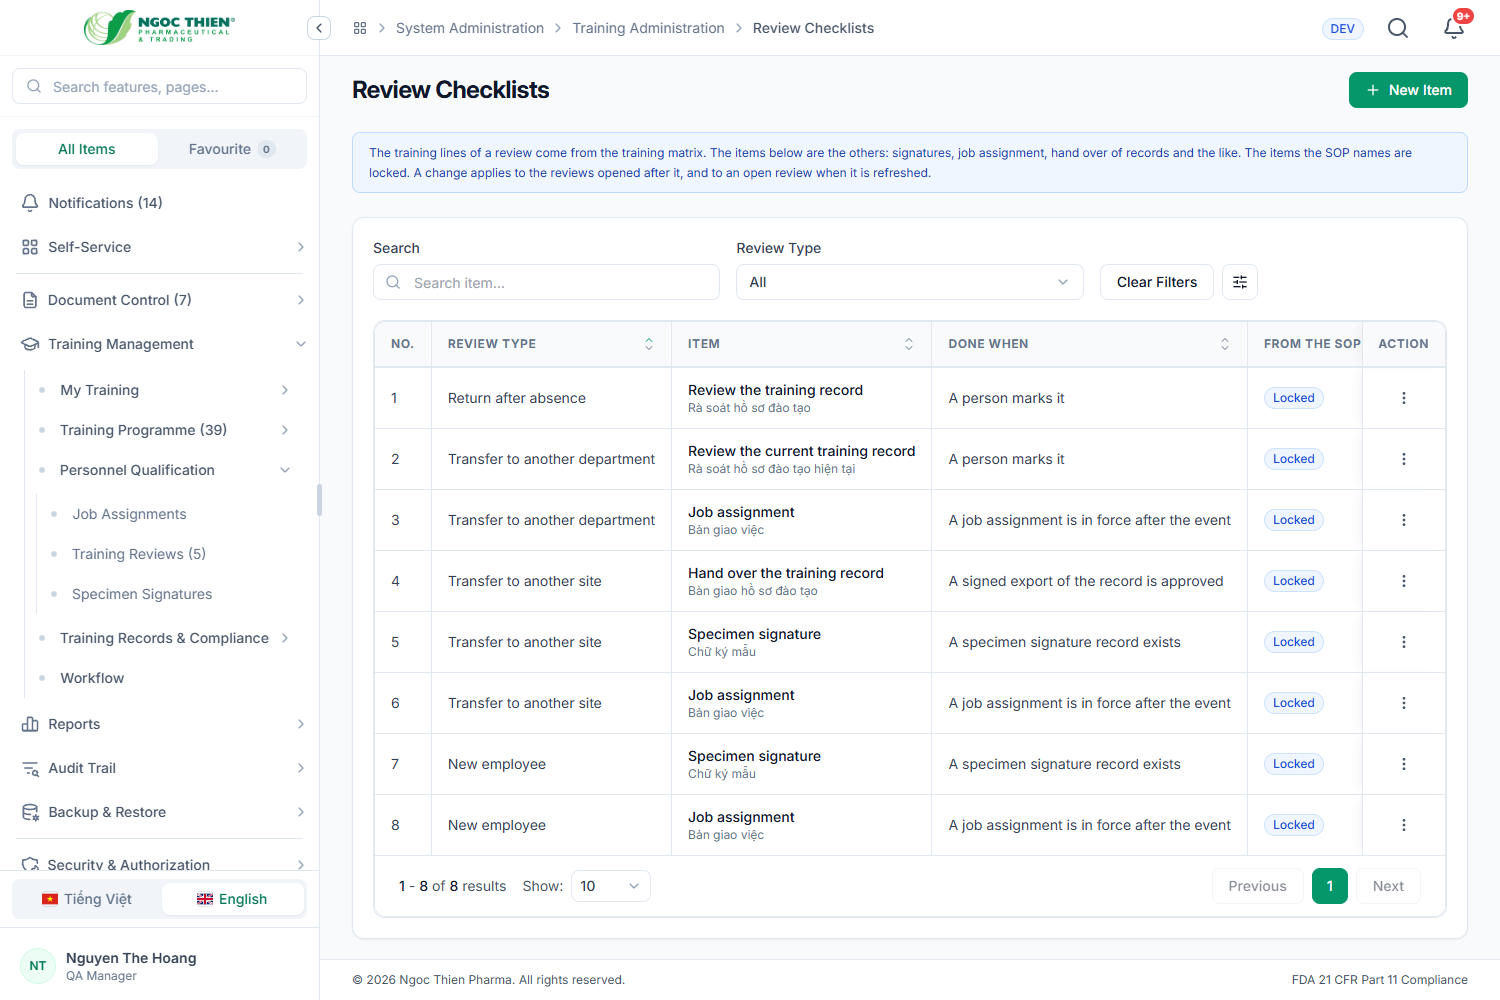 NGOC THIEN®
PHARMACEUTICAL
& TRADING
Search features, pages...
All Items
Favourite 0
Notifications (14)
Self-Service
Document Control (7)
Training Management
My Training
Training Programme (39)
Personnel Qualification
Job Assignments
Training Reviews (5)
Specimen Signatures
Training Records & Compliance
Workflow
Reports
Audit Trail
Backup & Restore
Security & Authorization
Tiếng Việt
English
NT
Nguyen The Hoang
QA Manager
System Administration
Training Administration
Review Checklists
DEV
9+
Review Checklists
New Item
The training lines of a review come from the training matrix. The items below are the others: signatures, job assignment, hand over of records and the like. The items the SOP names are
locked. A change applies to the reviews opened after it, and to an open review when it is refreshed.
Search
Search item...
Review Type
All
Clear Filters
NO. REVIEW TYPE ITEM DONE WHEN FROM THE SOP ACTION
1 Return after absence Review the training record A person marks it Locked
Rà soát hồ sơ đào tạo
2 Transfer to another department Review the current training record A person marks it Locked
Rà soát hồ sơ đào tạo hiện tại
3 Transfer to another department Job assignment A job assignment is in force after the event Locked
Bàn giao việc
4 Transfer to another site Hand over the training record A signed export of the record is approved Locked
Bàn giao hồ sơ đào tạo
5 Transfer to another site Specimen signature A specimen signature record exists Locked
Chữ ký mẫu
6 Transfer to another site Job assignment A job assignment is in force after the event Locked
Bàn giao việc
7 New employee Specimen signature A specimen signature record exists Locked
Chữ ký mẫu
8 New employee Job assignment A job assignment is in force after the event Locked
Bàn giao việc
1 - 8 of 8 results
Show: 10
Previous 1 Next
© 2026 Ngoc Thien Pharma. All rights reserved.
FDA 21 CFR Part 11 Compliance